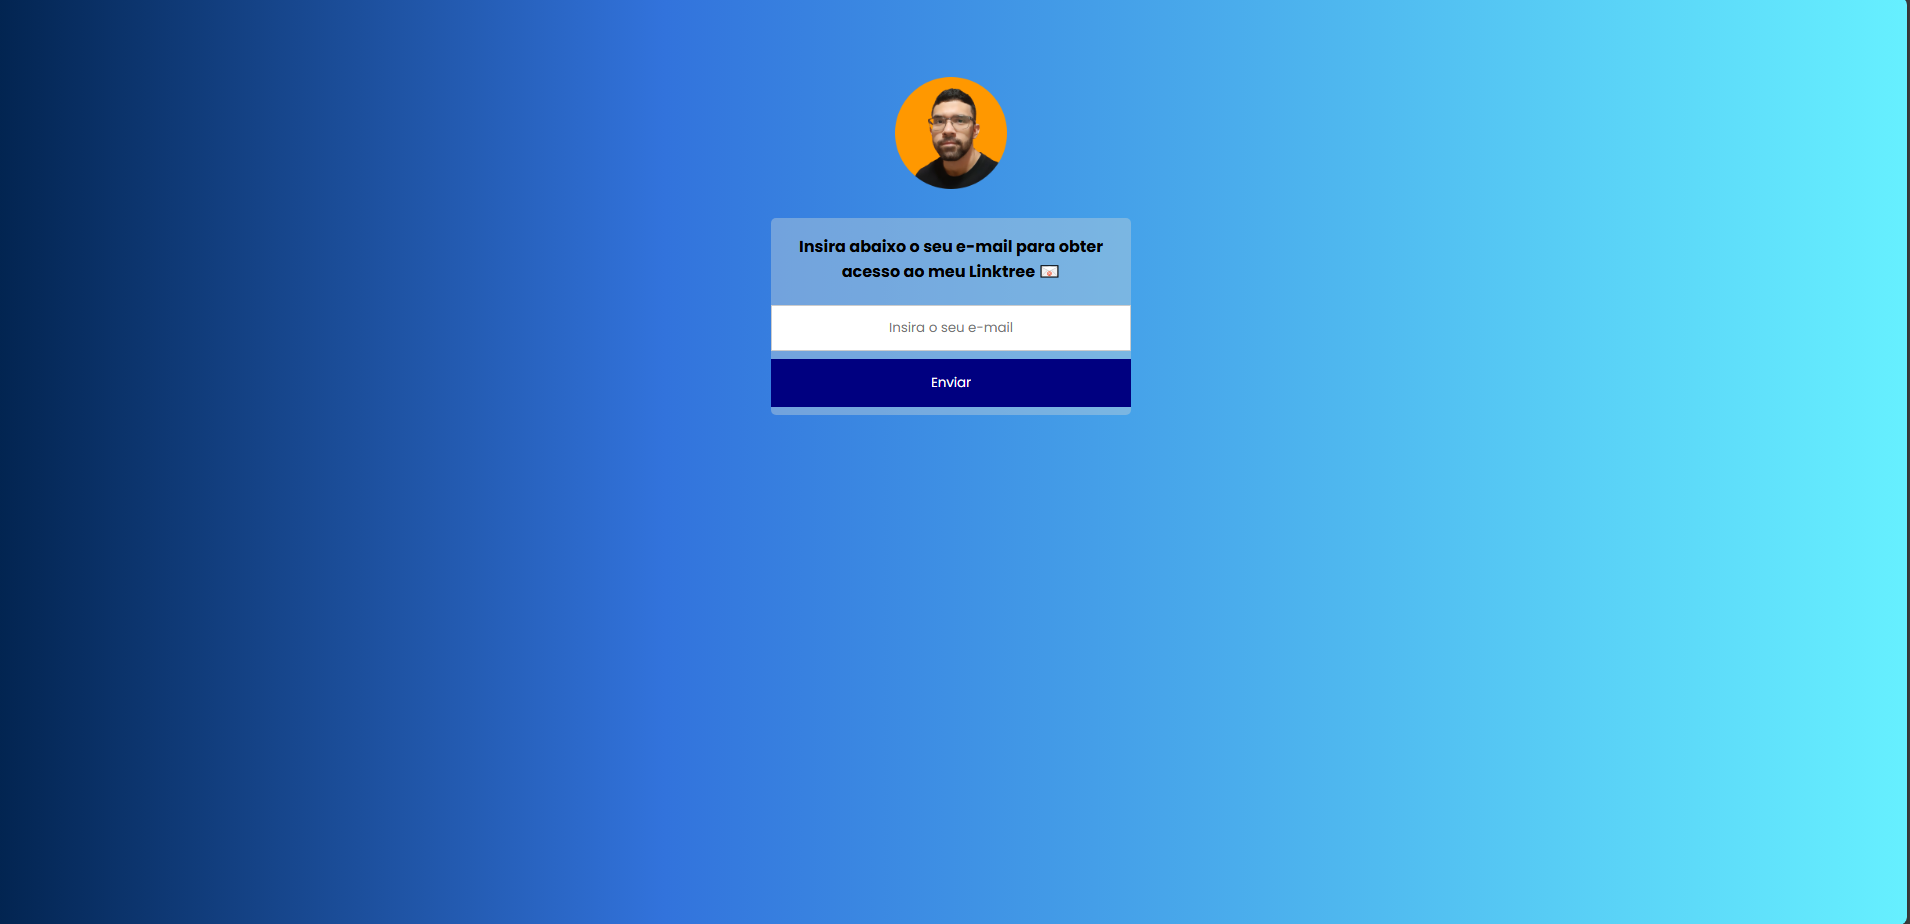 Insira abaixo o seu e-mail para obter
acesso ao meu Linktree 💌
Insira o seu e-mail
Enviar